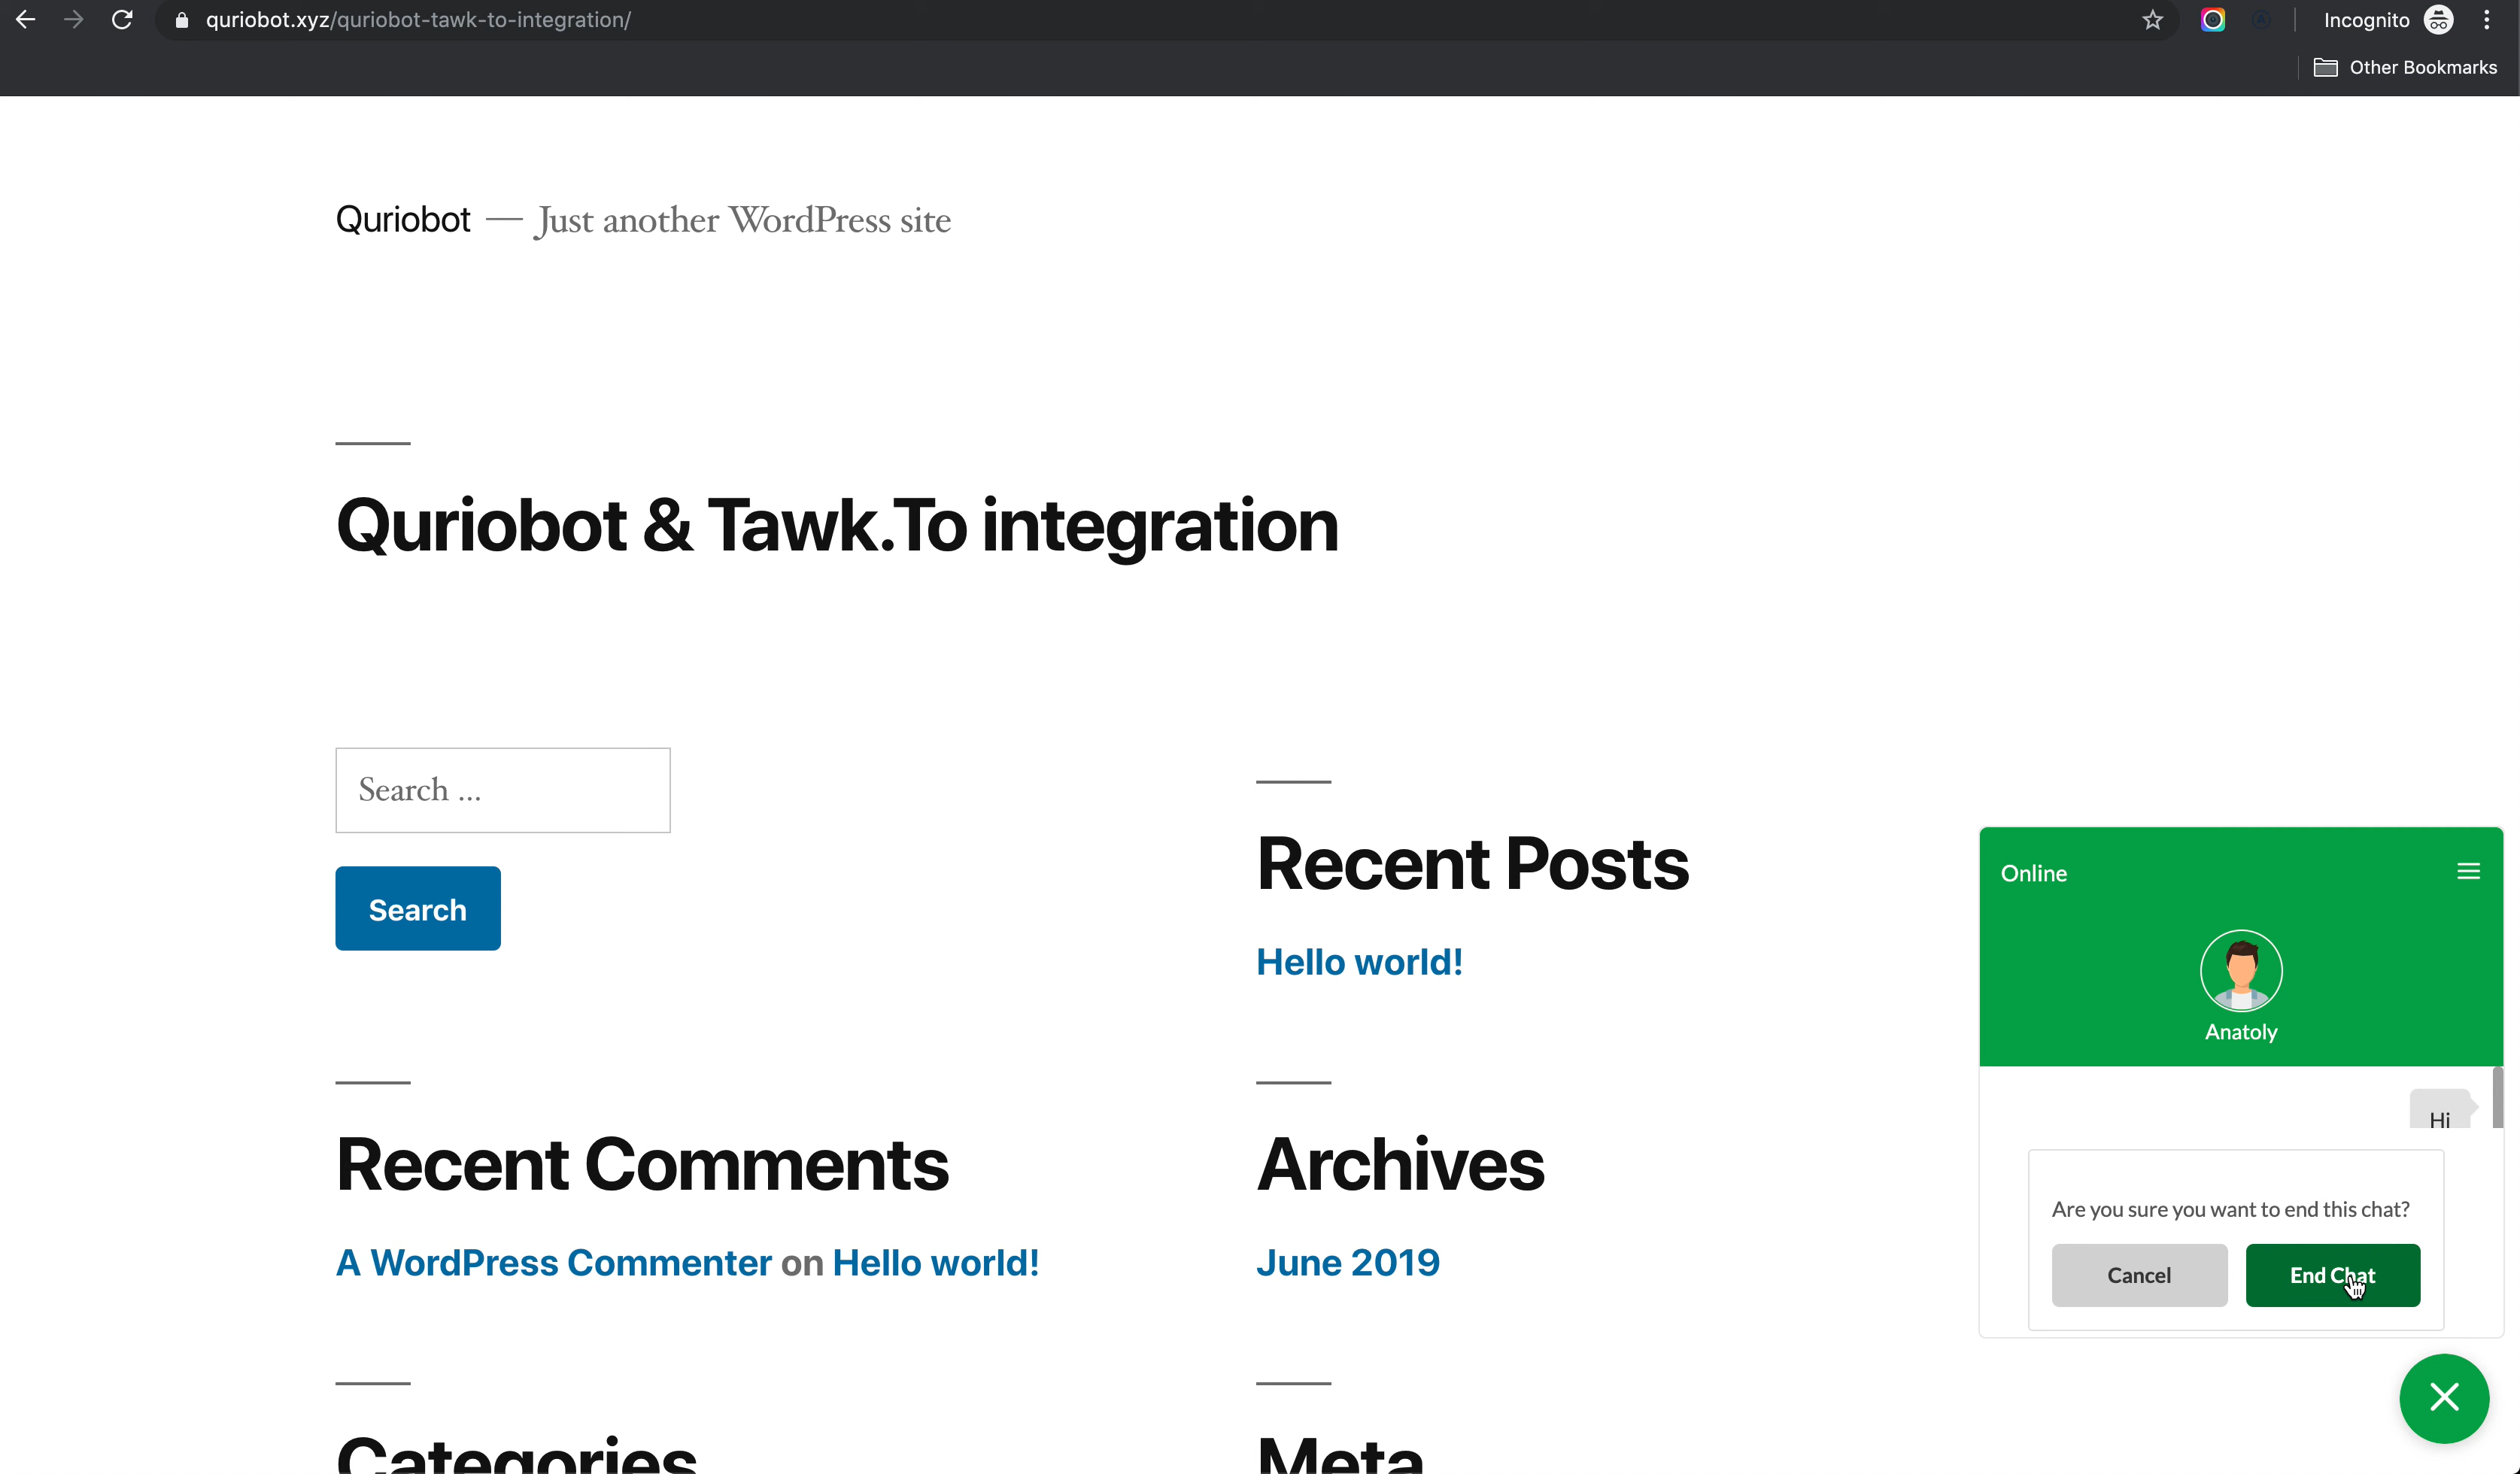 quriobot.xyz/quriobot-tawk-to-integration/
Incognito
Other Bookmarks
Quriobot — Just another WordPress site
Quriobot & Tawk.To integration
Search ...
Search
Recent Posts
Hello world!
Recent Comments
A WordPress Commenter on Hello world!
Archives
June 2019
Categories
Meta
Online
Anatoly
Hi
Are you sure you want to end this chat?
Cancel
End Chat